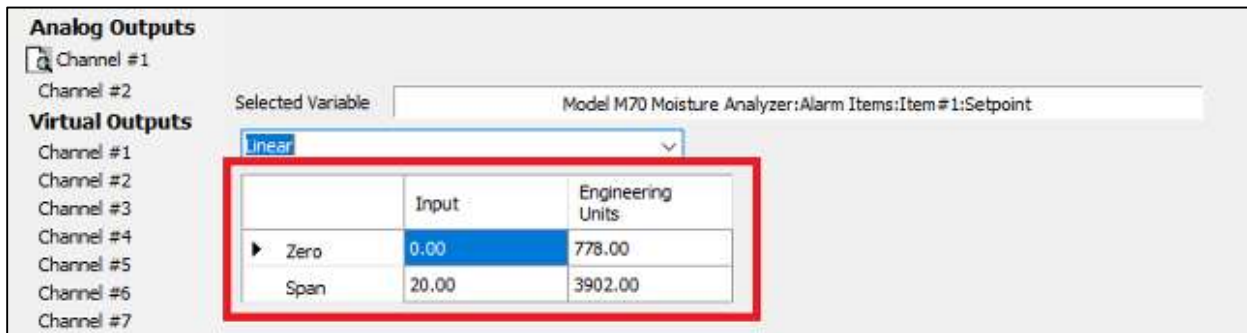 Analog Outputs
Channel #1
Channel #2
Virtual Outputs
Channel #1
Channel #2
Channel #3
Channel #4
Channel #5
Channel #6
Channel #7
Selected Variable Model M70 Moisture Analyzer:Alarm Items:Item#1:Setpoint
Linear
Input Engineering
Units
Zero 0.00 778.00
Span 20.00 3902.00